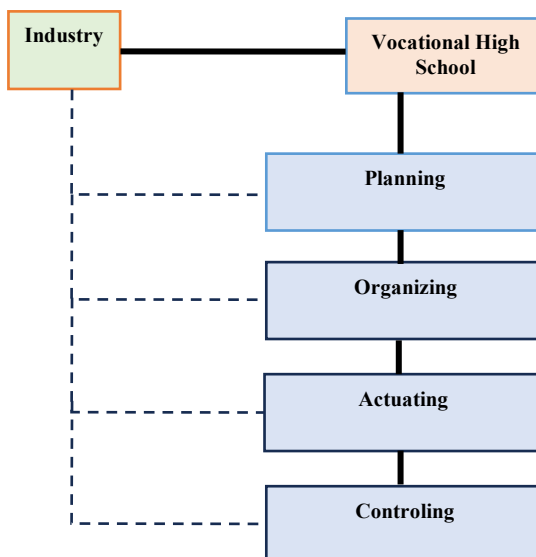 Industry
Vocational High
School
Planning
Organizing
Actuating
Controling